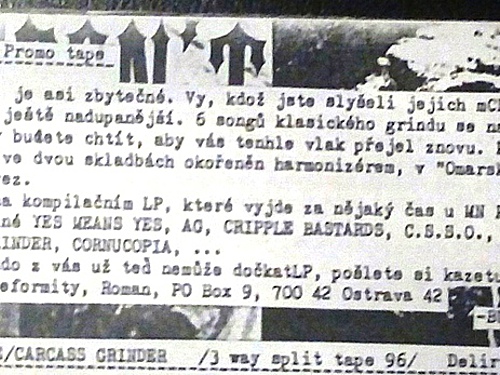 Promo tape
je asi zbytečné. Vy, kdož jste slyšeli jejich mC
ještě nadupanější. 6 songů klasického grindu se na
budete chtít, aby vás tenhle vlak přejel znovu.
ve dvou skladbách okořeněn harmonizérem, v "Omarsk
ez.
a kompilačním LP, které vyjde za nějaký čas u MN
né YES MEANS YES, AG, CRIPPLE BASTARDS, C.S.S.O.,
INDER, CORNUCOPIA, ...
do z vás už teď nemůže dočkatLP, pošlete si kazetu
eformity, Roman, PO Box 9, 700 42 Ostrava 42
/CARCASS GRINDER /3 way split tape 96/ Delir